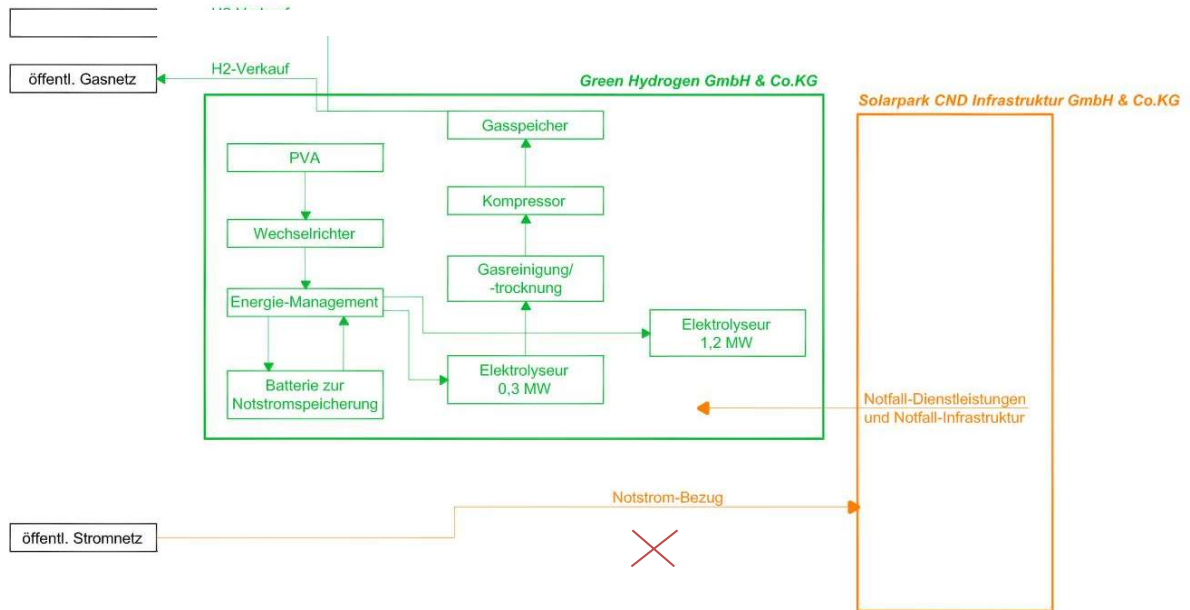 öffentl. Gasnetz
H2-Verkauf
Green Hydrogen GmbH & Co.KG
Solarpark CND Infrastruktur GmbH & Co.KG
Gasspeicher
PVA
Kompressor
Wechselrichter
Gasreinigung/
-trocknung
Energie-Management
Elektrolyseur
1,2 MW
Elektrolyseur
0,3 MW
Batterie zur
Notstromspeicherung
Notfall-Dienstleistungen
und Notfall-Infrastruktur
Notstrom-Bezug
öffentl. Stromnetz